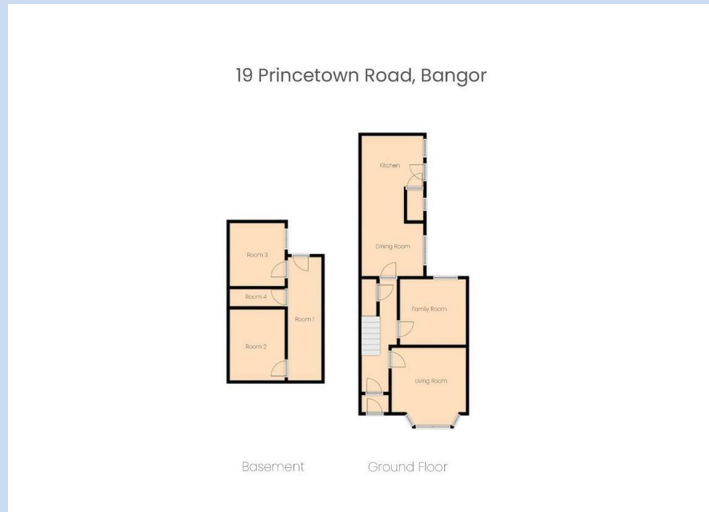 19 Princetown Road, Bangor
Kitchen
Dining Room
Family Room
Living Room
Room 3
Room 4
Room 1
Room 2
Basement
Ground Floor